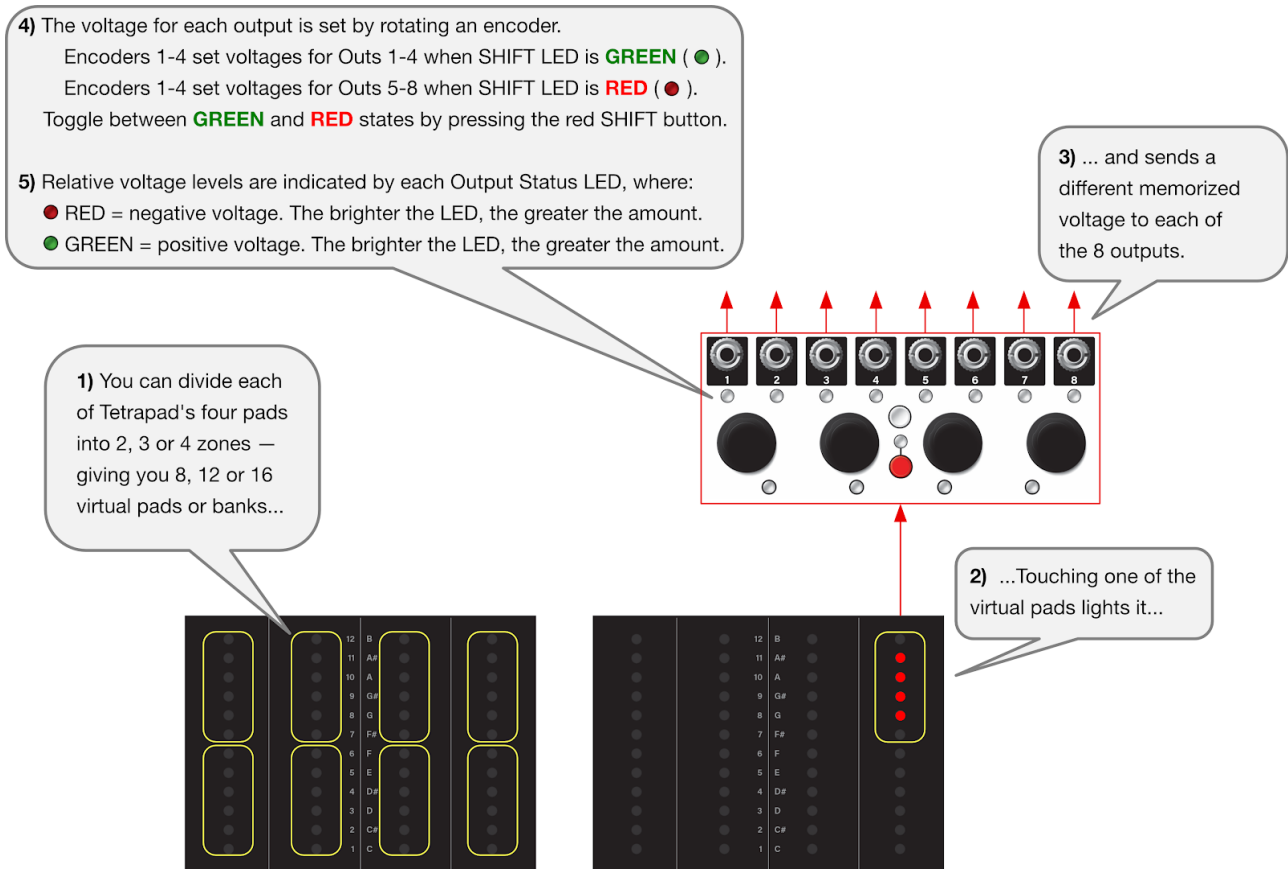 4) The voltage for each output is set by rotating an encoder.
Encoders 1-4 set voltages for Outs 1-4 when SHIFT LED is GREEN ( ).
Encoders 1-4 set voltages for Outs 5-8 when SHIFT LED is RED ( ).
Toggle between GREEN and RED states by pressing the red SHIFT button.
5) Relative voltage levels are indicated by each Output Status LED, where:
RED = negative voltage. The brighter the LED, the greater the amount.
GREEN = positive voltage. The brighter the LED, the greater the amount.
3) ... and sends a
different memorized
voltage to each of
the 8 outputs.
1 2 3 4 5 6 7 8
1) You can divide each
of Tetrapad's four pads
into 2, 3 or 4 zones —
giving you 8, 12 or 16
virtual pads or banks...
2) ...Touching one of the
virtual pads lights it...
12 B
11 A#
10 A
9 G#
8 G
7 F#
6 F
5 E
4 D#
3 D
2 C#
1 C
12 B
11 A#
10 A
9 G#
8 G
7 F#
6 F
5 E
4 D#
3 D
2 C#
1 C